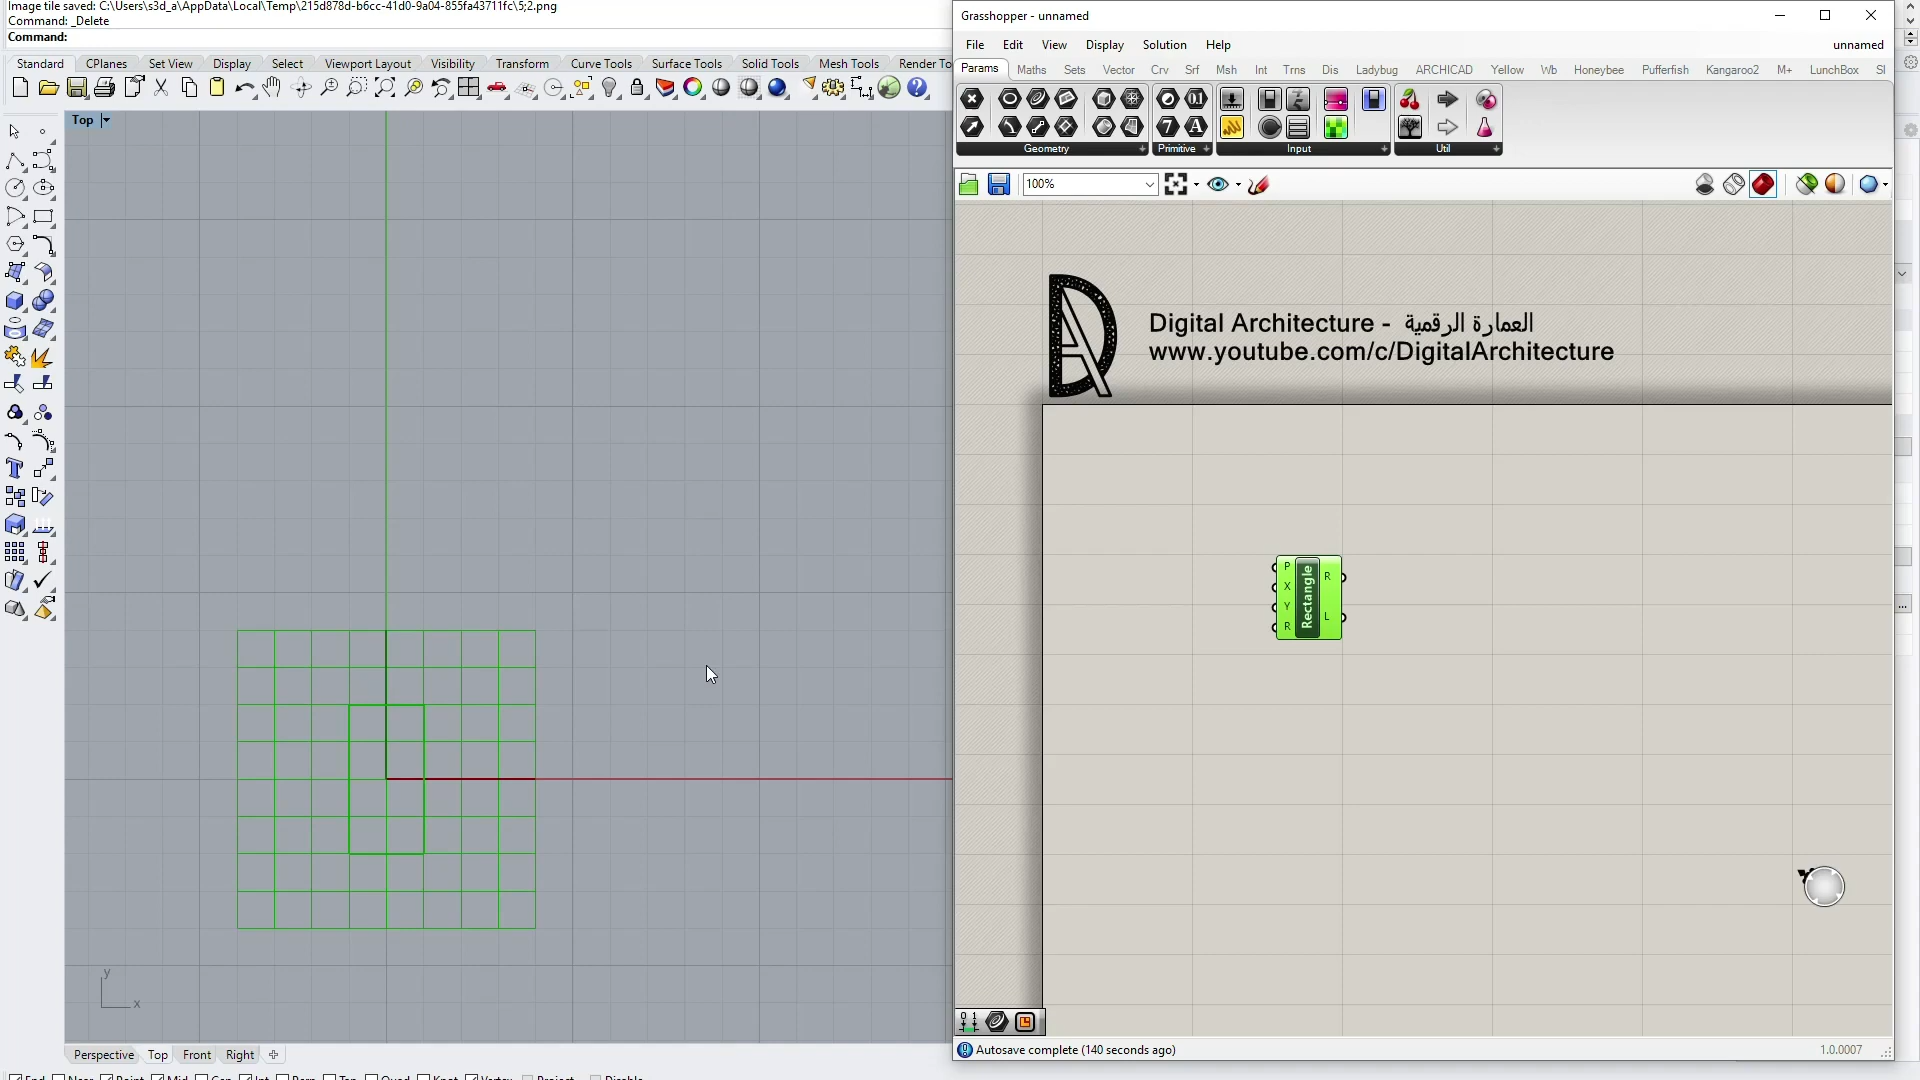 Image tile saved: C:\Users\s3d_a\AppData\Local\Temp\215d878d-b6cc-41d0-9a04-855fa43711fc\5;2.png
Command: _Delete
Command:
Standard CPlanes Set View Display Select Viewport Layout Visibility Transform Curve Tools Surface Tools Solid Tools Mesh Tools Render To
Top
y
x
Perspective Top Front Right
Grasshopper - unnamed
File Edit View Display Solution Help unnamed
Params Maths Sets Vector Crv Srf Msh Int Trns Dis Ladybug ARCHICAD Yellow Wb Honeybee Pufferfish Kangaroo2 M+ LunchBox SI
Geometry Primitive Input Util
100%
DA
Digital Architecture - العمارة الرقمية
www.youtube.com/c/DigitalArchitecture
P
X
Y
R
Rectangle
R
L
Autosave complete (140 seconds ago) 1.0.0007